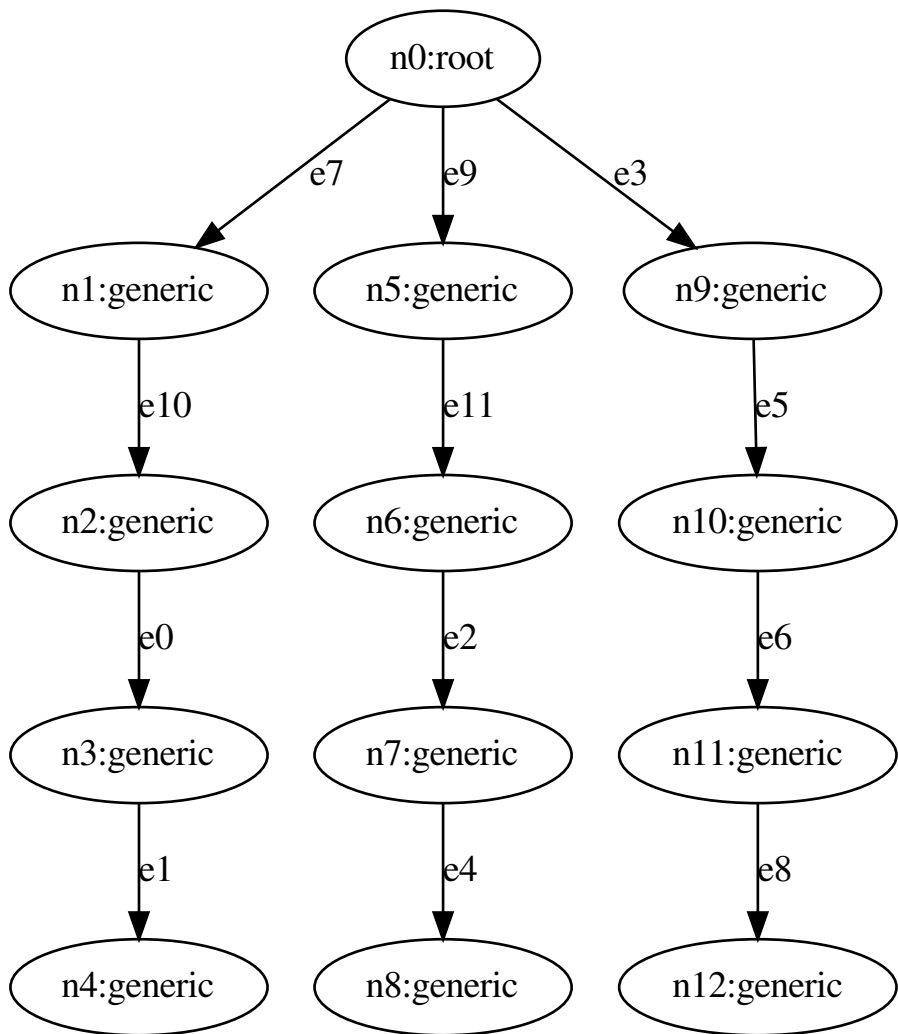 n0:root
e7 e9 e3
n1:generic n5:generic n9:generic
e10 e11 e5
n2:generic n6:generic n10:generic
e0 e2 e6
n3:generic n7:generic n11:generic
e1 e4 e8
n4:generic n8:generic n12:generic